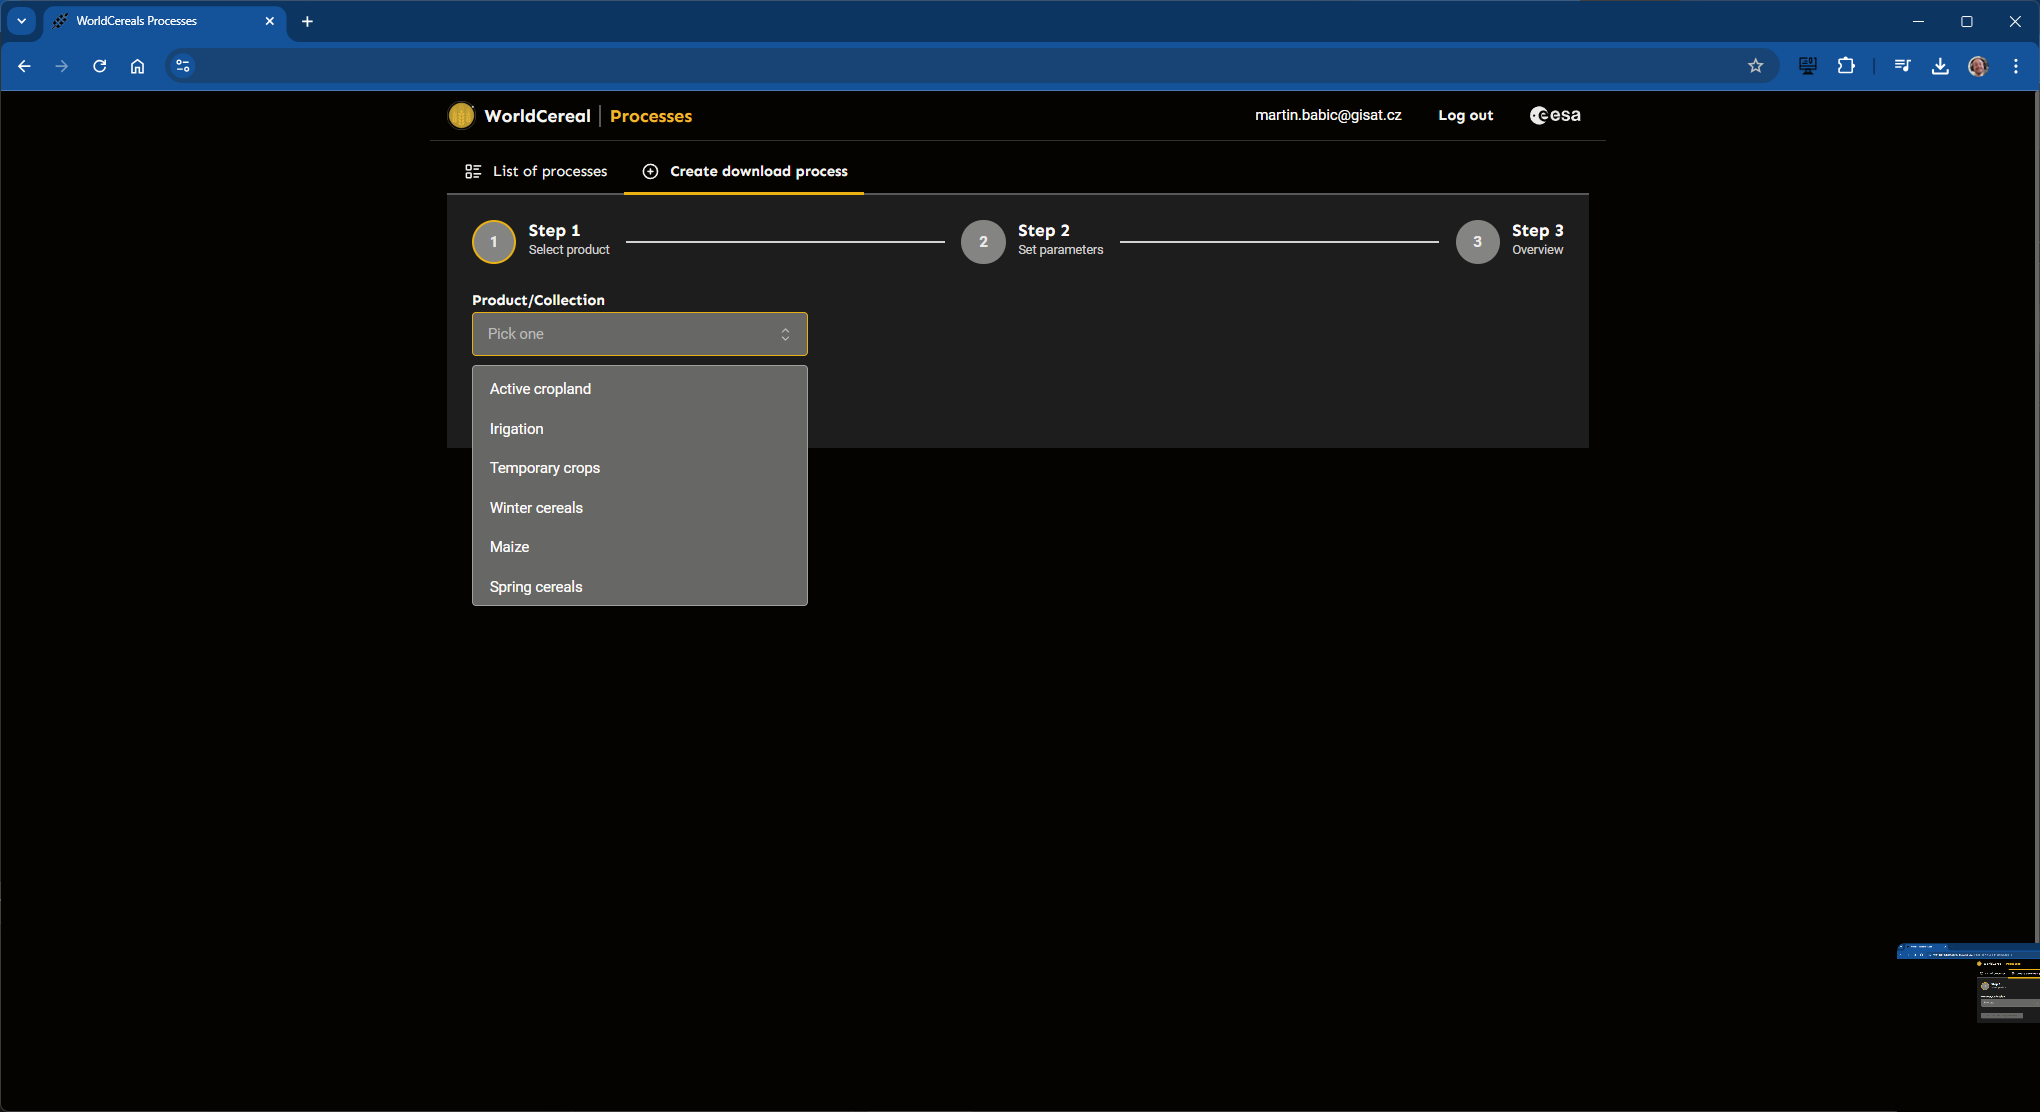 WorldCereals Processes
WorldCereal | Processes
martin.babic@gisat.cz
Log out
esa
List of processes
Create download process
1
Step 1
Select product
2
Step 2
Set parameters
3
Step 3
Overview
Product/Collection
Pick one
Active cropland
Irigation
Temporary crops
Winter cereals
Maize
Spring cereals